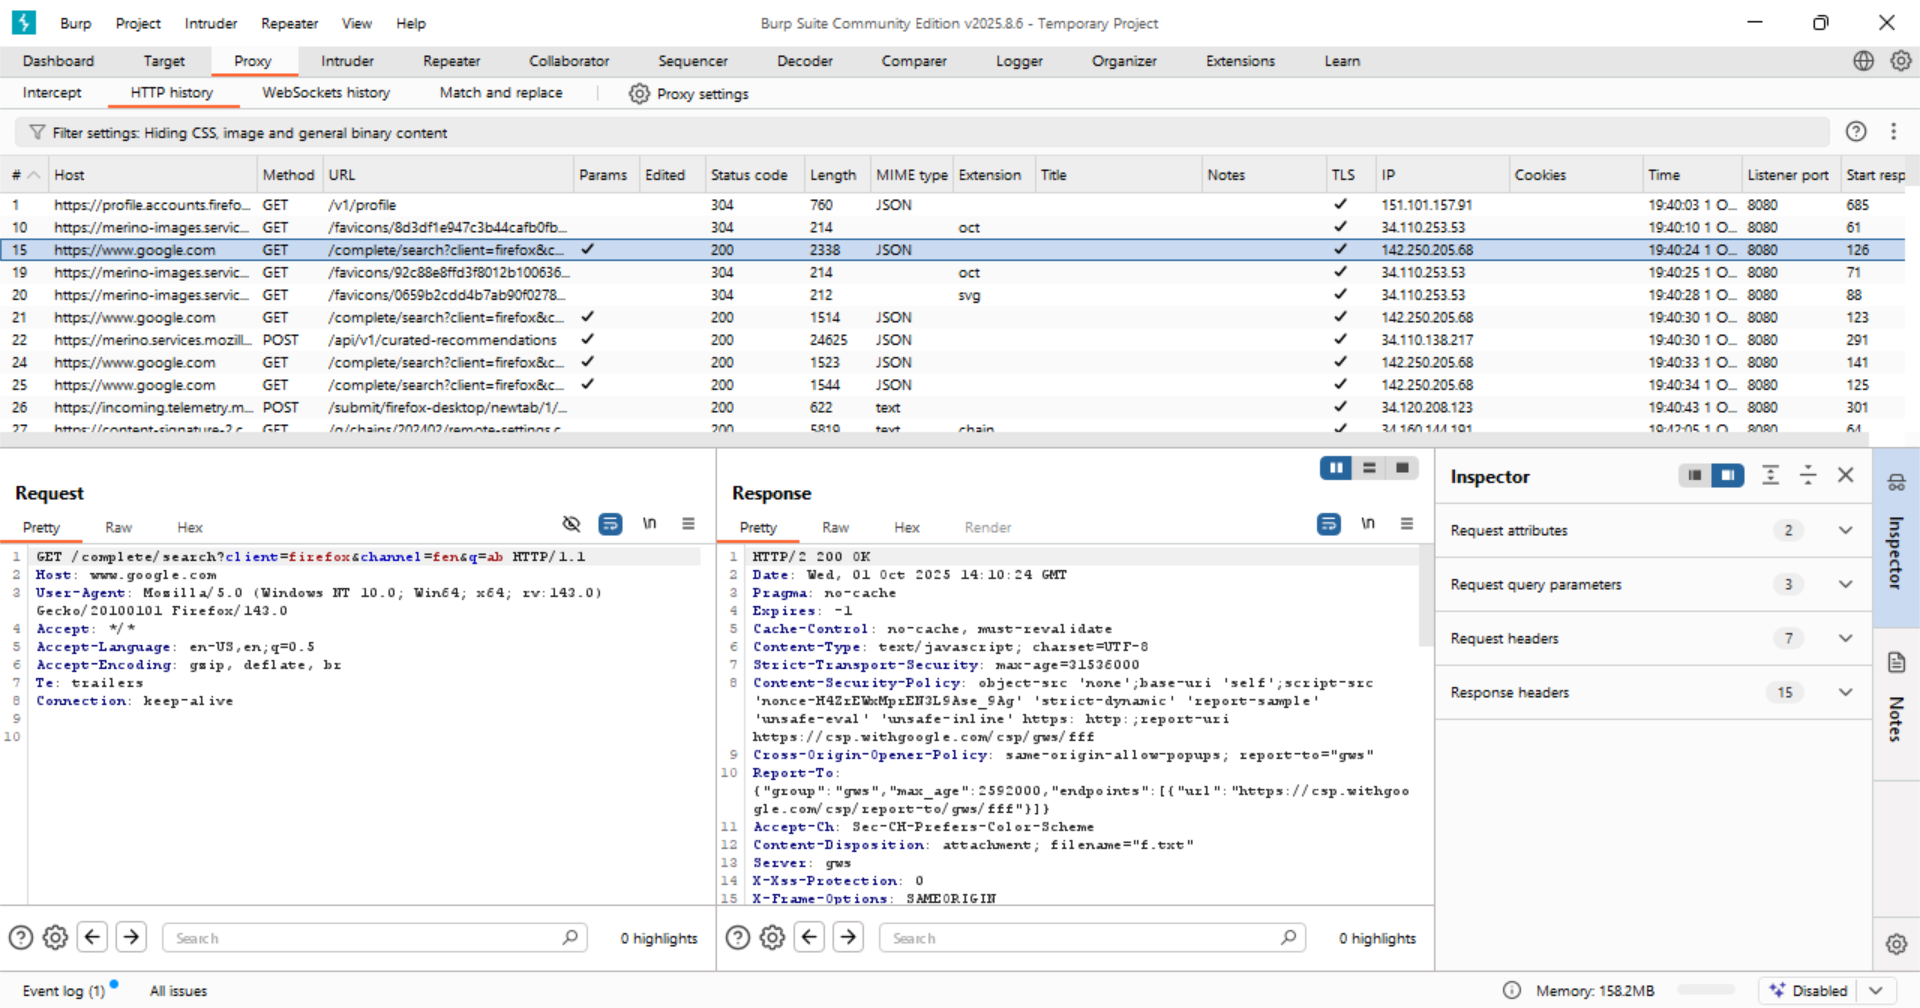 Burp Project Intruder Repeater View Help Burp Suite Community Edition v2025.8.6 - Temporary Project
Dashboard Target Proxy Intruder Repeater Collaborator Sequencer Decoder Comparer Logger Organizer Extensions Learn
Intercept HTTP history WebSockets history Match and replace Proxy settings
Filter settings: Hiding CSS, image and general binary content
# Host Method URL Params Edited Status code Length MIME type Extension Title Notes TLS IP Cookies Time Listener port Start resp
1 https://profile.accounts.firefo... GET /v1/profile 304 760 JSON ✓ 151.101.157.91 19:40:03 1 O... 8080 685
10 https://merino-images.servic... GET /favicons/8d3df1e947c3b44cafb0fb... 304 214 oct ✓ 34.110.253.53 19:40:10 1 O... 8080 61
15 https://www.google.com GET /complete/search?client=firefox&c... ✓ 200 2338 JSON ✓ 142.250.205.68 19:40:24 1 O... 8080 126
19 https://merino-images.servic... GET /favicons/92c88e8ffd3f8012b100636... 304 214 oct ✓ 34.110.253.53 19:40:25 1 O... 8080 71
20 https://merino-images.servic... GET /favicons/0659b2cdd4b7ab90f0278... 304 212 svg ✓ 34.110.253.53 19:40:28 1 O... 8080 88
21 https://www.google.com GET /complete/search?client=firefox&c... ✓ 200 1514 JSON ✓ 142.250.205.68 19:40:30 1 O... 8080 123
22 https://merino.services.mozill... POST /api/v1/curated-recommendations ✓ 200 24625 JSON ✓ 34.110.138.217 19:40:30 1 O... 8080 291
24 https://www.google.com GET /complete/search?client=firefox&c... ✓ 200 1523 JSON ✓ 142.250.205.68 19:40:33 1 O... 8080 141
25 https://www.google.com GET /complete/search?client=firefox&c... ✓ 200 1544 JSON ✓ 142.250.205.68 19:40:34 1 O... 8080 125
26 https://incoming.telemetry.m... POST /submit/firefox-desktop/newtab/1/... 200 622 text ✓ 34.120.208.123 19:40:43 1 O... 8080 301
27 https://content-signature-2.c... GET /g/chains/202402/remote-settings.c... 200 5819 text chain ✓ 34.160.144.191 19:42:05 1 O... 8080 64
Request
Pretty Raw Hex \n
1 GET /complete/search?client=firefox&channel=fen&q=ab HTTP/1.1
2 Host: www.google.com
3 User-Agent: Mozilla/5.0 (Windows NT 10.0; Win64; x64; rv:143.0)
Gecko/20100101 Firefox/143.0
4 Accept: */*
5 Accept-Language: en-US,en;q=0.5
6 Accept-Encoding: gzip, deflate, br
7 Te: trailers
8 Connection: keep-alive
9
10
Search 0 highlights
Response
Pretty Raw Hex Render \n
1 HTTP/2 200 OK
2 Date: Wed, 01 Oct 2025 14:10:24 GMT
3 Pragma: no-cache
4 Expires: -1
5 Cache-Control: no-cache, must-revalidate
6 Content-Type: text/javascript; charset=UTF-8
7 Strict-Transport-Security: max-age=31536000
8 Content-Security-Policy: object-src 'none';base-uri 'self';script-src
'nonce-H4ZrEWxMprEN3L9Ase_9Ag' 'strict-dynamic' 'report-sample'
'unsafe-eval' 'unsafe-inline' https: http:;report-uri
https://csp.withgoogle.com/csp/gws/fff
9 Cross-Origin-Opener-Policy: same-origin-allow-popups; report-to="gws"
10 Report-To:
{"group":"gws","max_age":2592000,"endpoints":[{"url":"https://csp.withgoo
gle.com/csp/report-to/gws/fff"}]}
11 Accept-Ch: Sec-CH-Prefers-Color-Scheme
12 Content-Disposition: attachment; filename="f.txt"
13 Server: gws
14 X-Xss-Protection: 0
15 X-Frame-Options: SAMEORIGIN
Search 0 highlights
Inspector
Request attributes 2
Request query parameters 3
Request headers 7
Response headers 15
Inspector
Notes
Event log (1) All issues Memory: 158.2MB Disabled